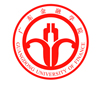 广东金融学院
GUANGDONG UNIVERSITY OF FINANCE